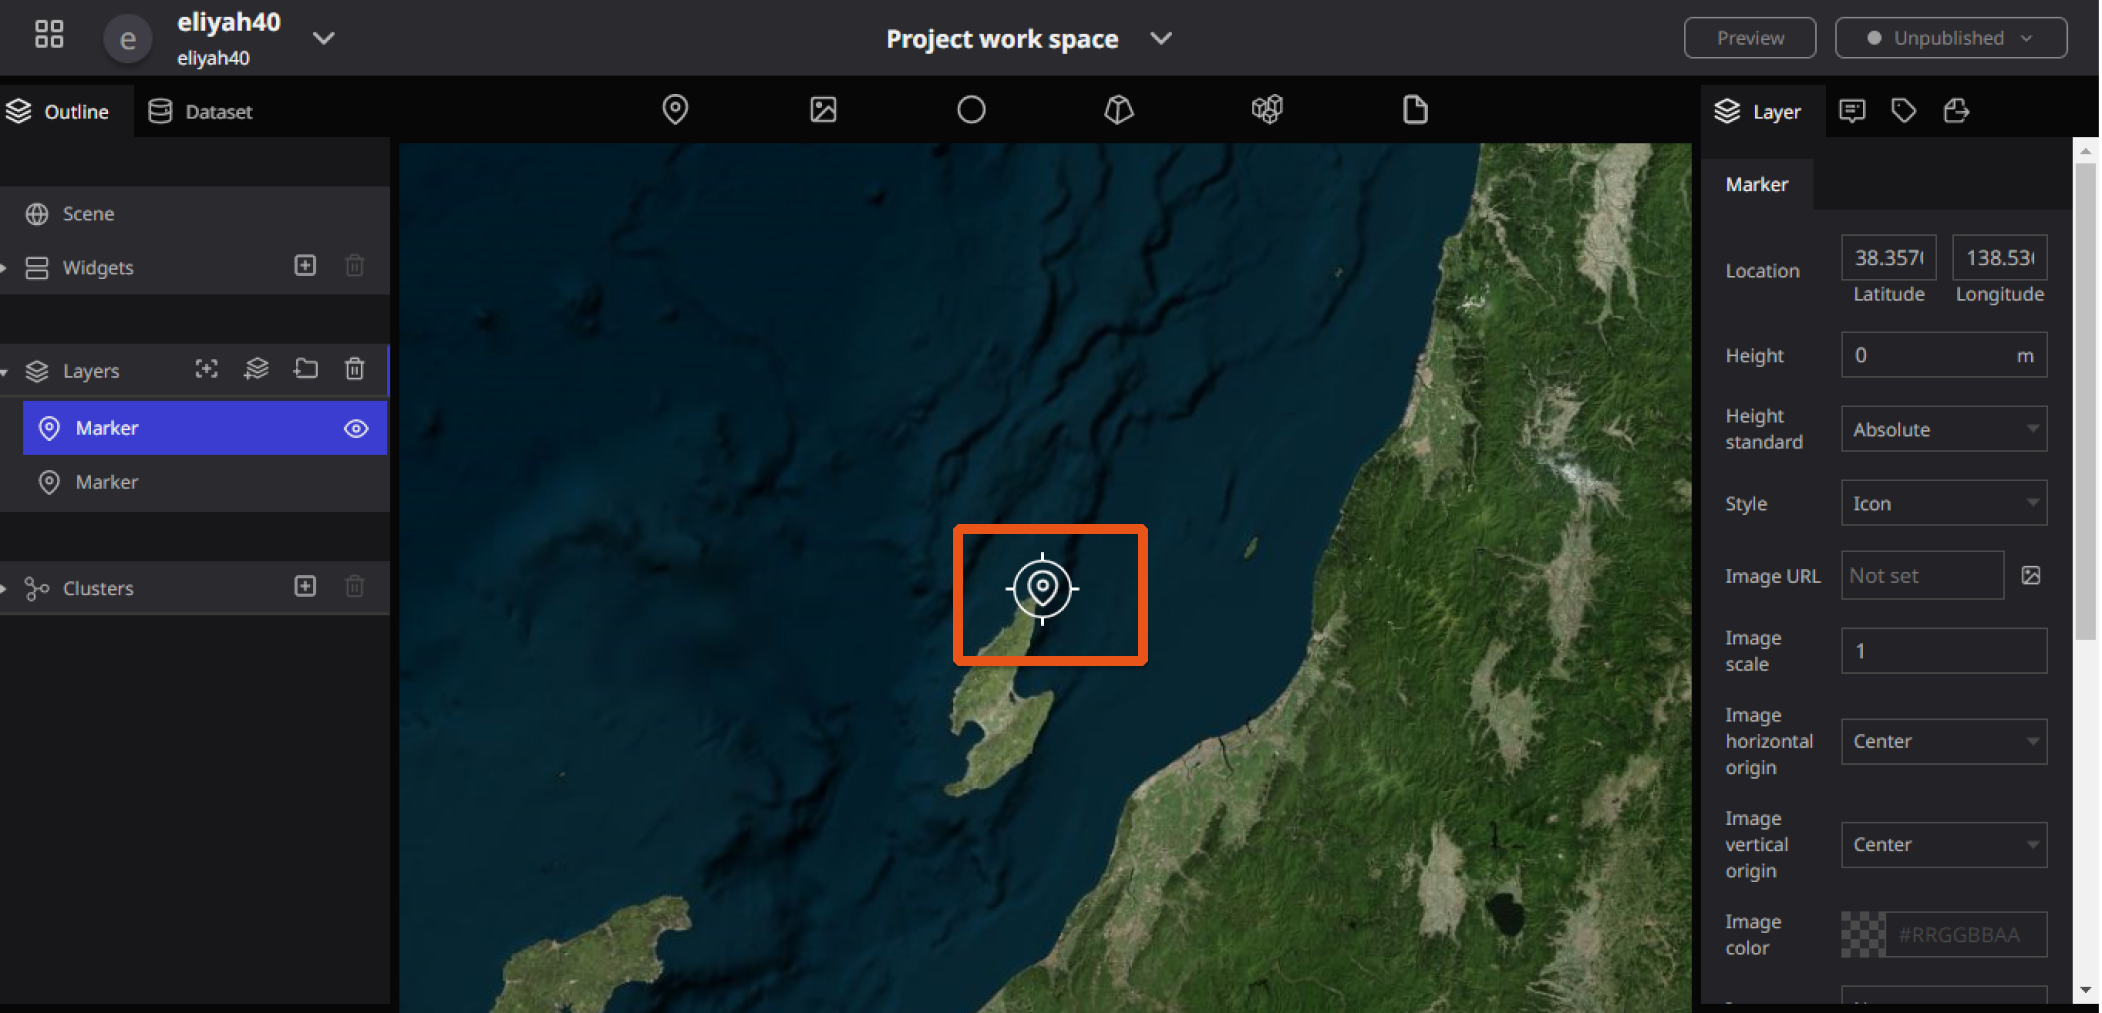 e
eliyah40
eliyah40
Project work space
Preview
Unpublished
Outline
Dataset
Layer
Scene
Widgets
Layers
Marker
Marker
Clusters
Marker
Location
38.357
138.53
Latitude
Longitude
Height
0
m
Height
standard
Absolute
Style
Icon
Image URL
Not set
Image
scale
1
Image
horizontal
origin
Center
Image
vertical
origin
Center
Image
color
#RRGGBBAA